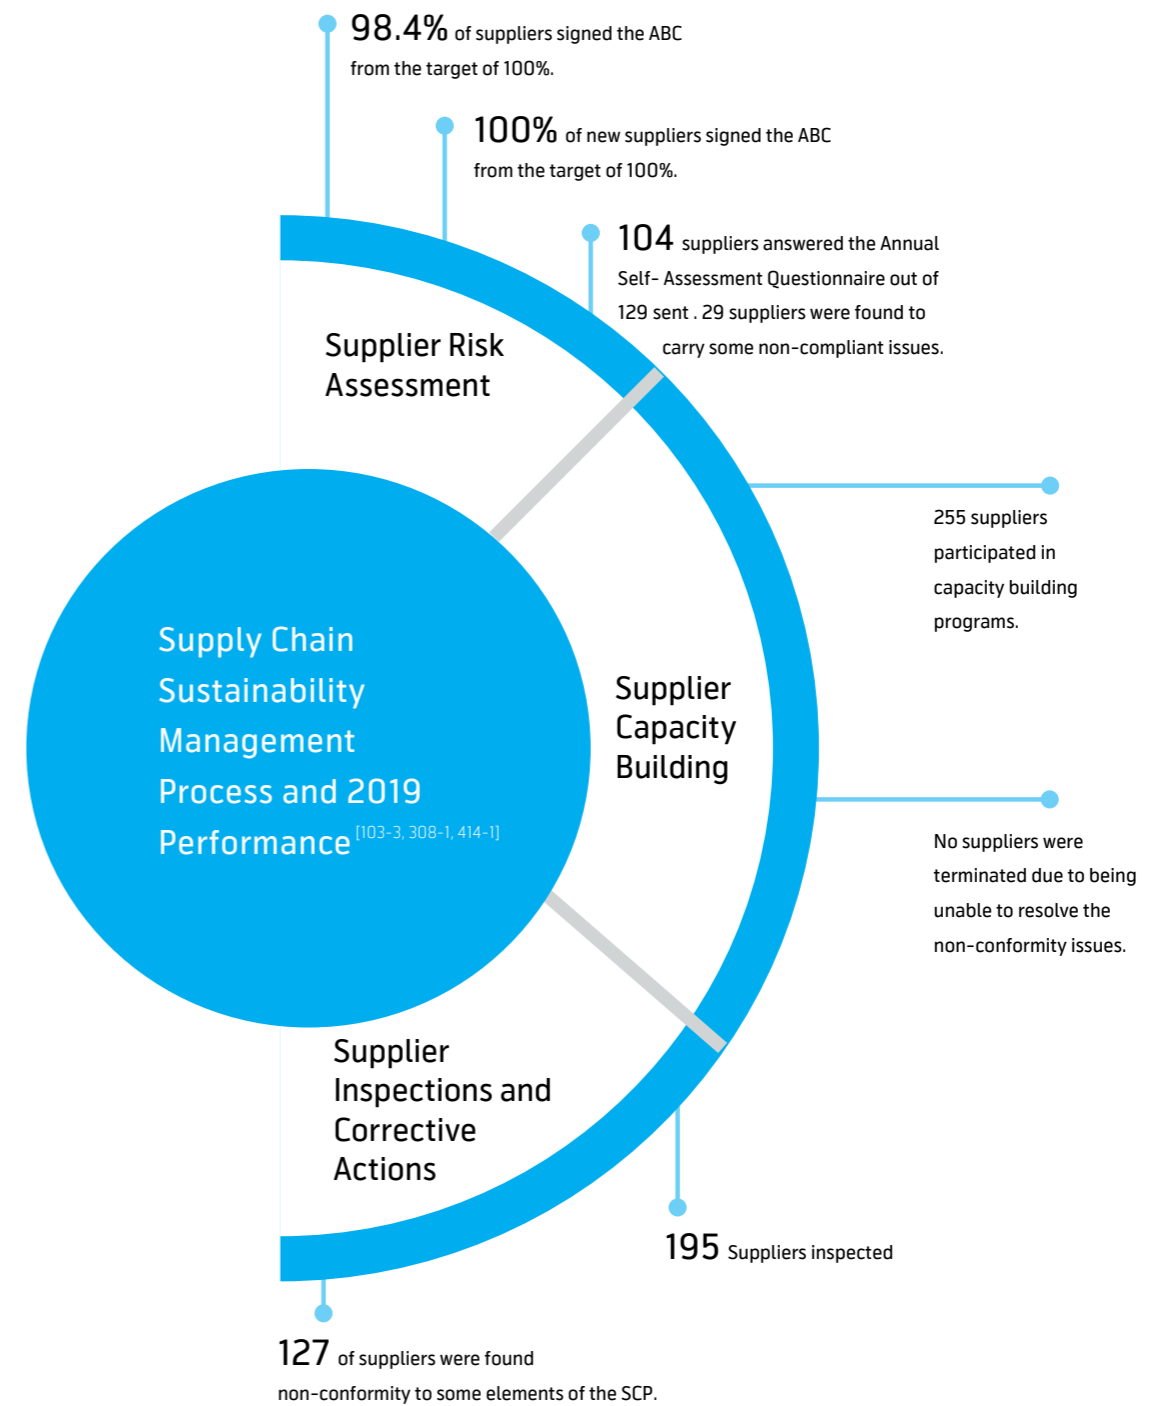 98.4% of suppliers signed the ABC
from the target of 100%.
100% of new suppliers signed the ABC
from the target of 100%.
104 suppliers answered the Annual
Self- Assessment Questionnaire out of
129 sent . 29 suppliers were found to
carry some non-compliant issues.
Supplier Risk
Assessment
255 suppliers
participated in
capacity building
programs.
Supply Chain
Sustainability
Management
Process and 2019
Performance [103-3, 308-1, 414-1]
Supplier
Capacity
Building
No suppliers were
terminated due to being
unable to resolve the
non-conformity issues.
Supplier
Inspections and
Corrective
Actions
195 Suppliers inspected
127 of suppliers were found
non-conformity to some elements of the SCP.